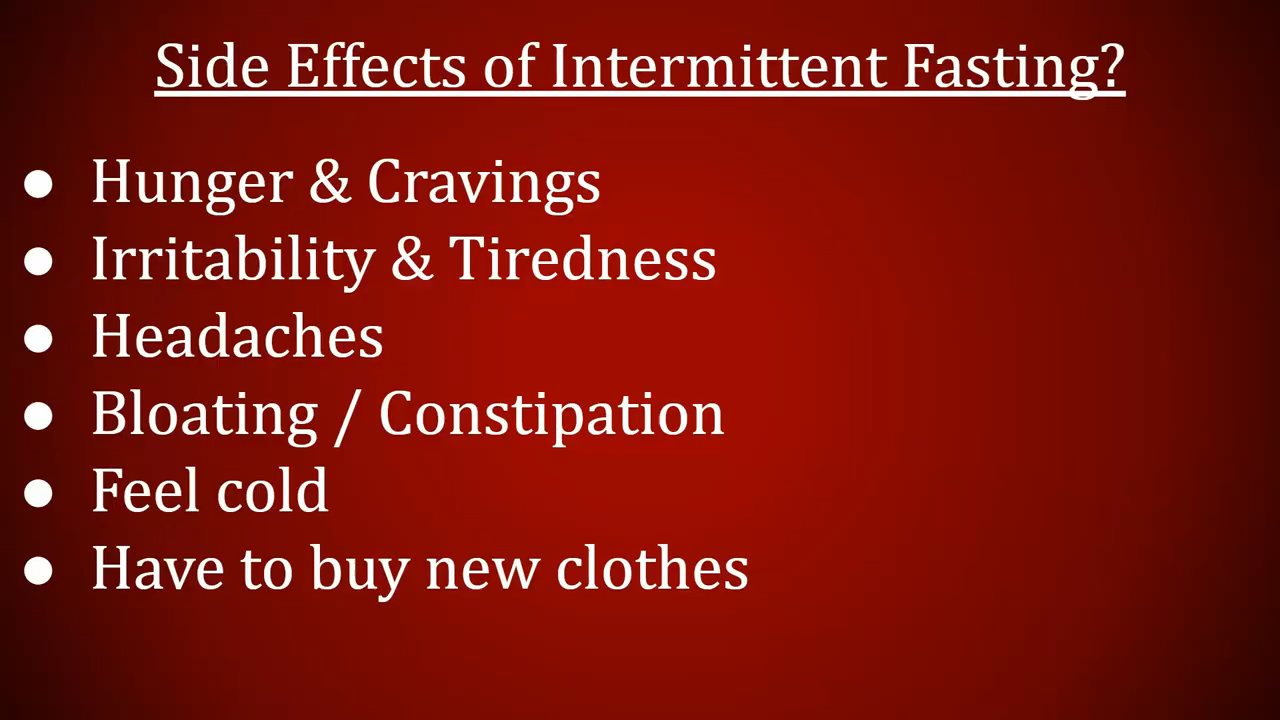 Side Effects of Intermittent Fasting?
● Hunger & Cravings
● Irritability & Tiredness
● Headaches
● Bloating / Constipation
● Feel cold
● Have to buy new clothes